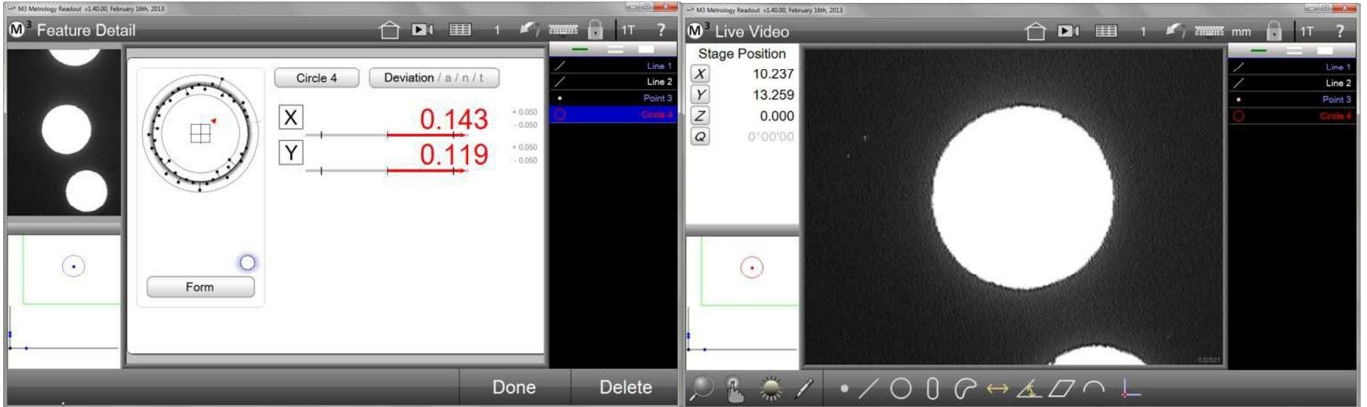 M3 Metrology Readout v1.40.00, February 16th, 2013
M3 Feature Detail
1
1T
?
Circle 4
Deviation / a / n / t
X
0.143
+ 0.050
- 0.050
Y
0.119
+ 0.050
- 0.050
Form
Line 1
Line 2
Point 3
Circle 4
Done
Delete
M3 Metrology Readout v1.40.00, February 16th, 2013
M3 Live Video
1
mm
1T
?
Stage Position
X 10.237
Y 13.259
Z 0.000
Q 0°00'00
Line 1
Line 2
Point 3
Circle 4